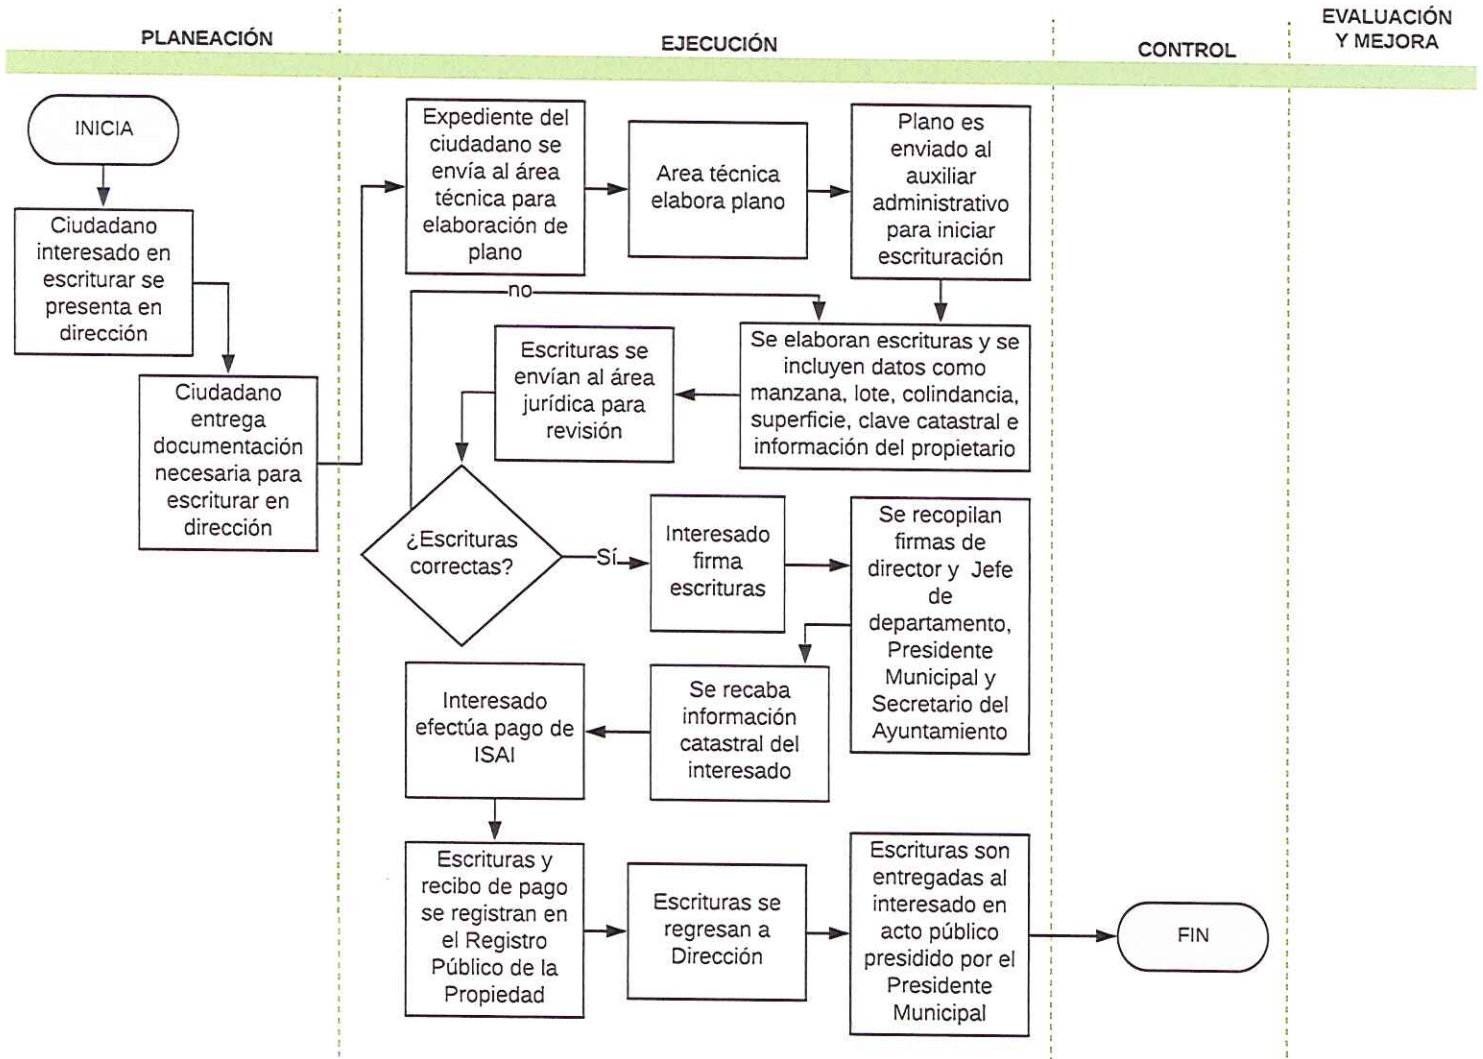 PLANEACIÓN
EJECUCIÓN
CONTROL
EVALUACIÓN
Y MEJORA
INICIA
Ciudadano
interesado en
escriturar se
presenta en
dirección
Ciudadano
entrega
documentación
necesaria para
escriturar en
dirección
Expediente del
ciudadano se
envía al área
técnica para
elaboración de
plano
Area técnica
elabora plano
Plano es
enviado al
auxiliar
administrativo
para iniciar
escrituración
no
Se elaboran escrituras y se
incluyen datos como
manzana, lote, colindancia,
superficie, clave catastral e
información del propietario
Escrituras se
envían al área
jurídica para
revisión
¿Escrituras
correctas?
Sí
Interesado
firma
escrituras
Se recopilan
firmas de
director y Jefe
de
departamento,
Presidente
Municipal y
Secretario del
Ayuntamiento
Se recaba
información
catastral del
interesado
Interesado
efectúa pago de
ISAI
Escrituras y
recibo de pago
se registran en
el Registro
Público de la
Propiedad
Escrituras se
regresan a
Dirección
Escrituras son
entregadas al
interesado en
acto público
presidido por el
Presidente
Municipal
FIN